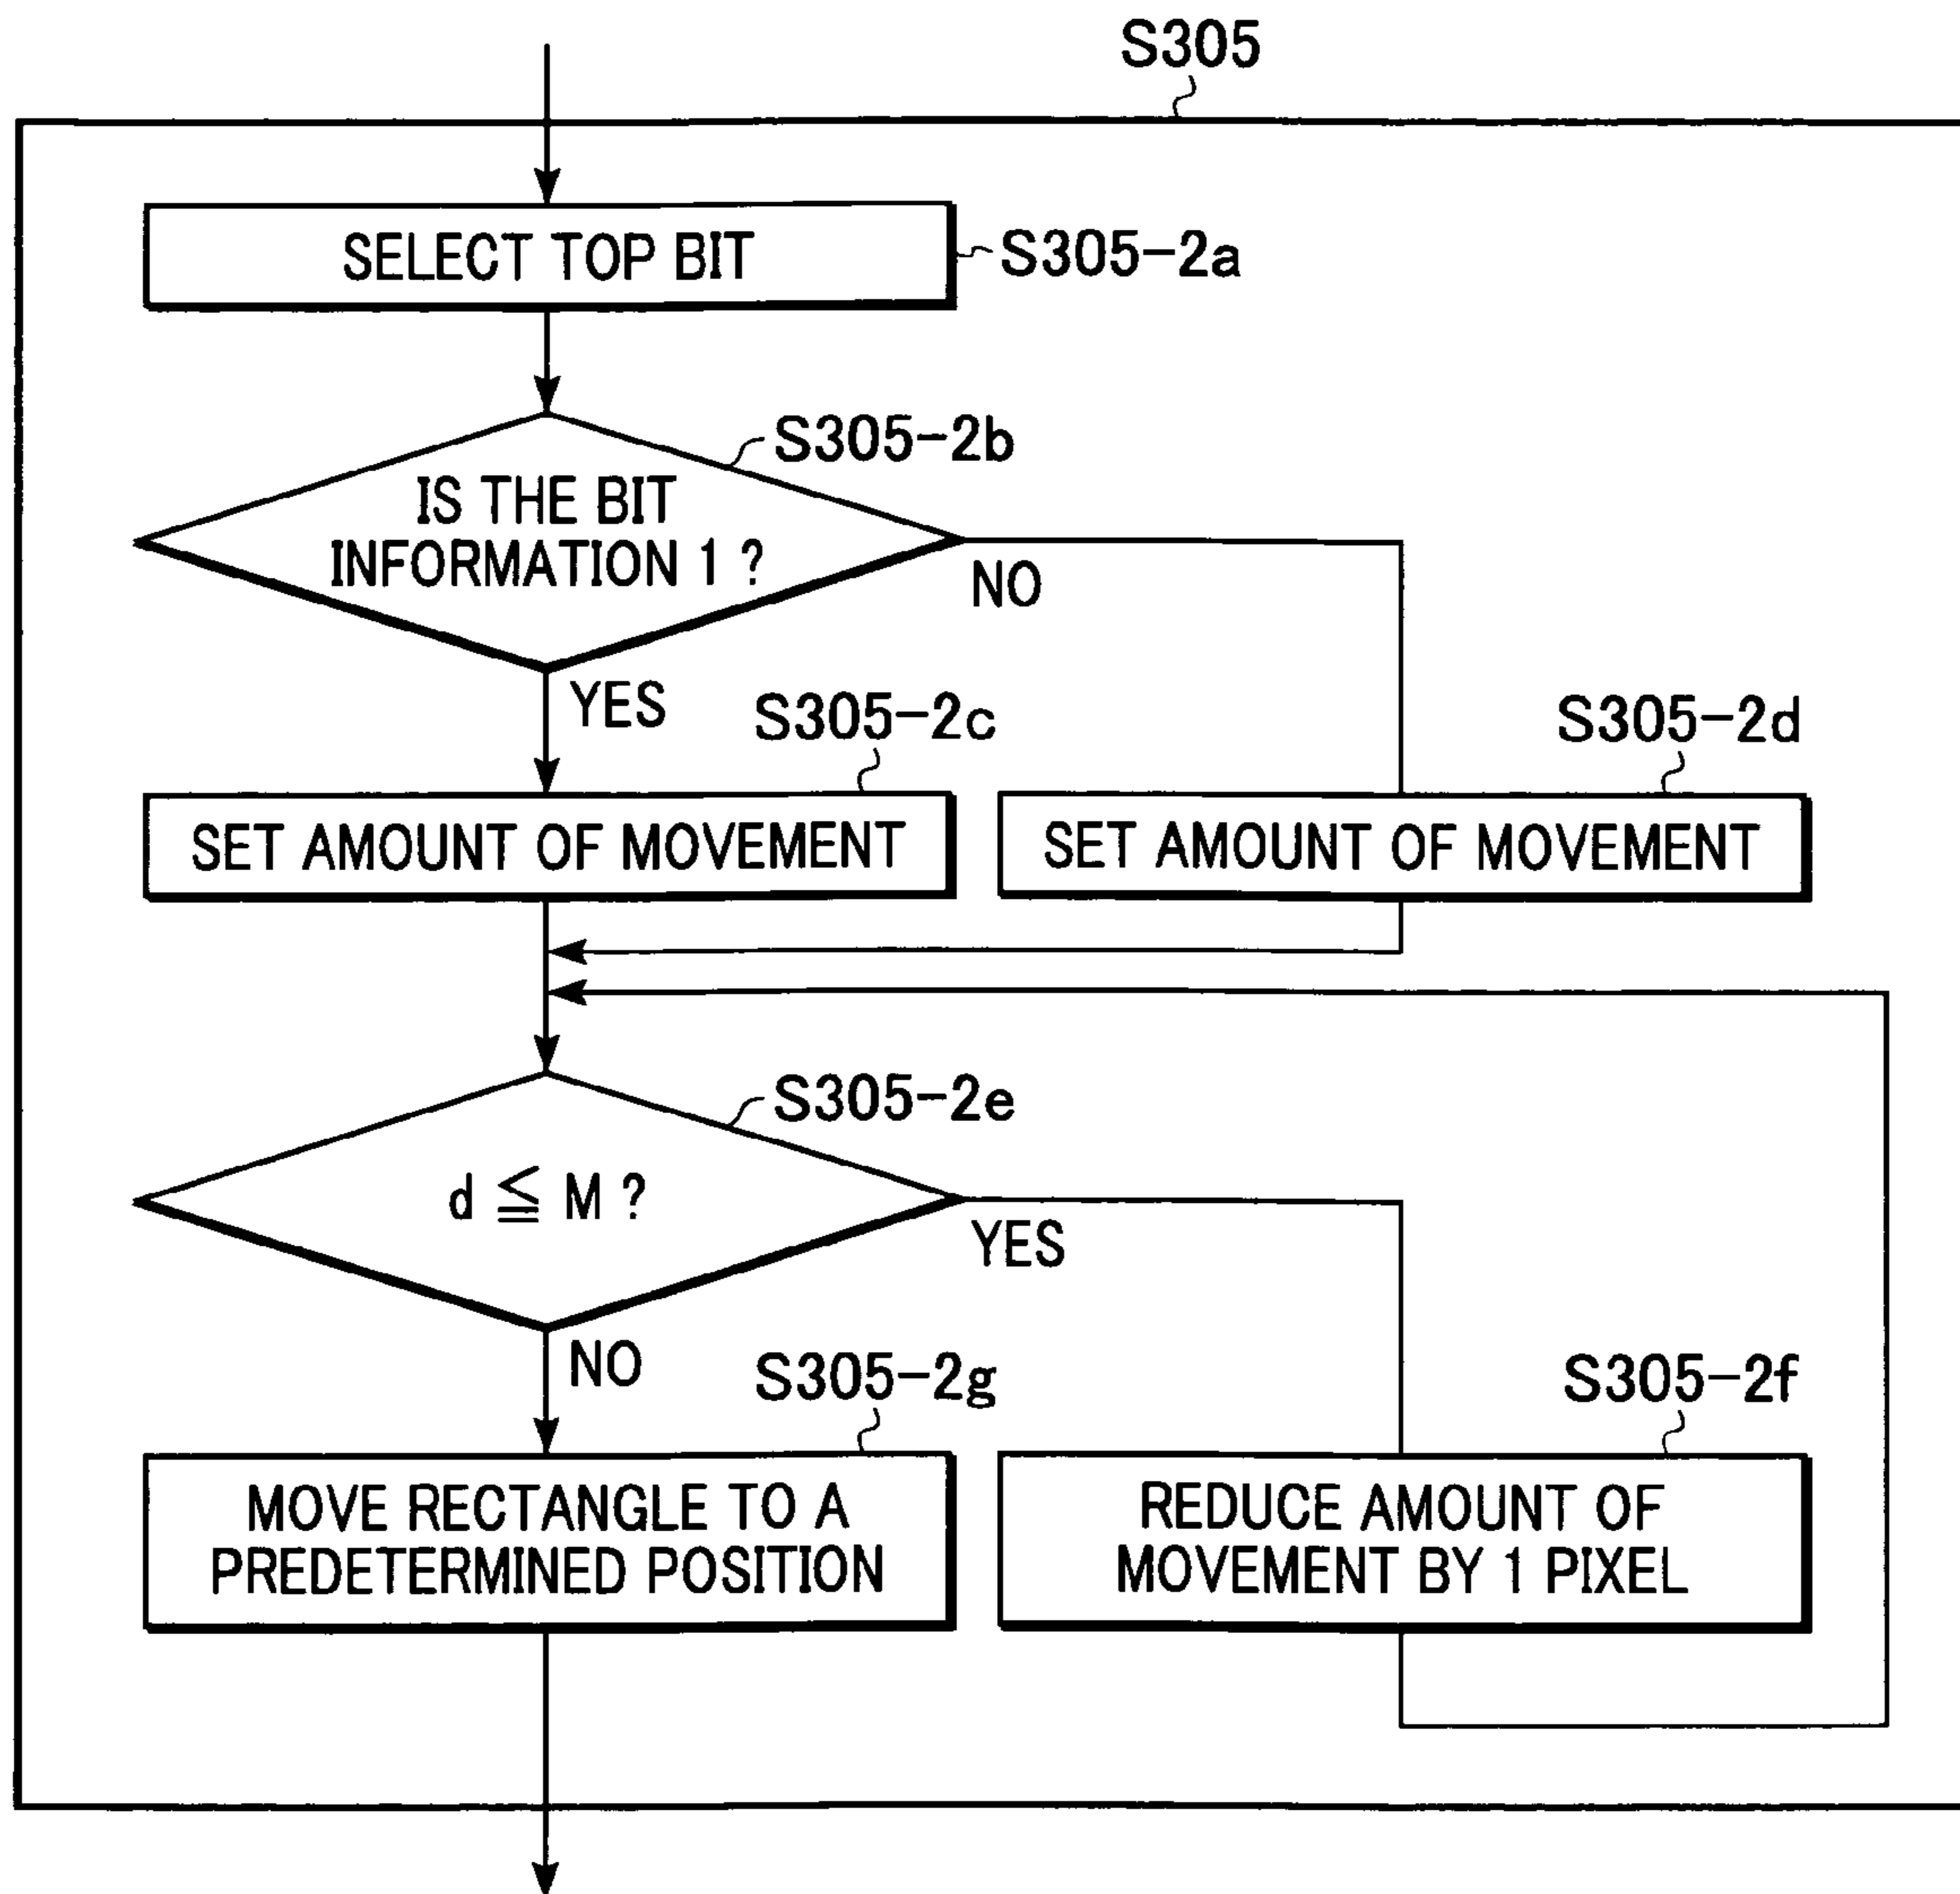 S305
SELECT TOP BIT
S305-2a
S305-2b
IS THE BIT
INFORMATION 1 ?
NO
YES
S305-2c
S305-2d
SET AMOUNT OF MOVEMENT
SET AMOUNT OF MOVEMENT
S305-2e
d ≦ M ?
YES
NO
S305-2g
S305-2f
MOVE RECTANGLE TO A
PREDETERMINED POSITION
REDUCE AMOUNT OF
MOVEMENT BY 1 PIXEL